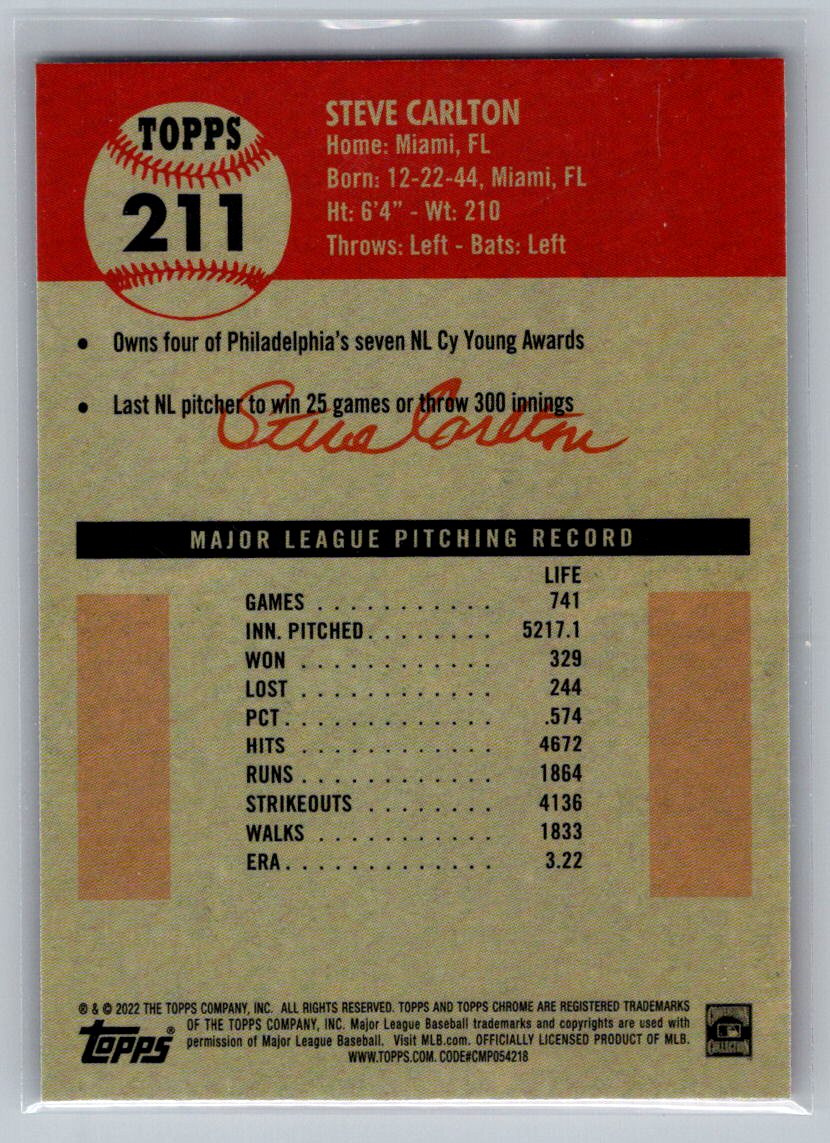 TOPPS
211
STEVE CARLTON
Home: Miami, FL
Born: 12-22-44, Miami, FL
Ht: 6'4" - Wt: 210
Throws: Left - Bats: Left
• Owns four of Philadelphia's seven NL Cy Young Awards
• Last NL pitcher to win 25 games or throw 300 innings
Steve Carlton
MAJOR LEAGUE PITCHING RECORD
LIFE
GAMES . . . . . . . . . . . 741
INN. PITCHED . . . . . . . . 5217.1
WON . . . . . . . . . . . . 329
LOST . . . . . . . . . . . . 244
PCT . . . . . . . . . . . . . .574
HITS . . . . . . . . . . . . 4672
RUNS . . . . . . . . . . . . 1864
STRIKEOUTS . . . . . . . . 4136
WALKS . . . . . . . . . . . 1833
ERA . . . . . . . . . . . . . 3.22
® & © 2022 THE TOPPS COMPANY, INC. ALL RIGHTS RESERVED. TOPPS AND TOPPS CHROME ARE REGISTERED TRADEMARKS
OF THE TOPPS COMPANY, INC. Major League Baseball trademarks and copyrights are used with
permission of Major League Baseball. Visit MLB.com. OFFICIALLY LICENSED PRODUCT OF MLB.
WWW.TOPPS.COM. CODE#CMP054218
Topps®
COOPERSTOWN
COLLECTION